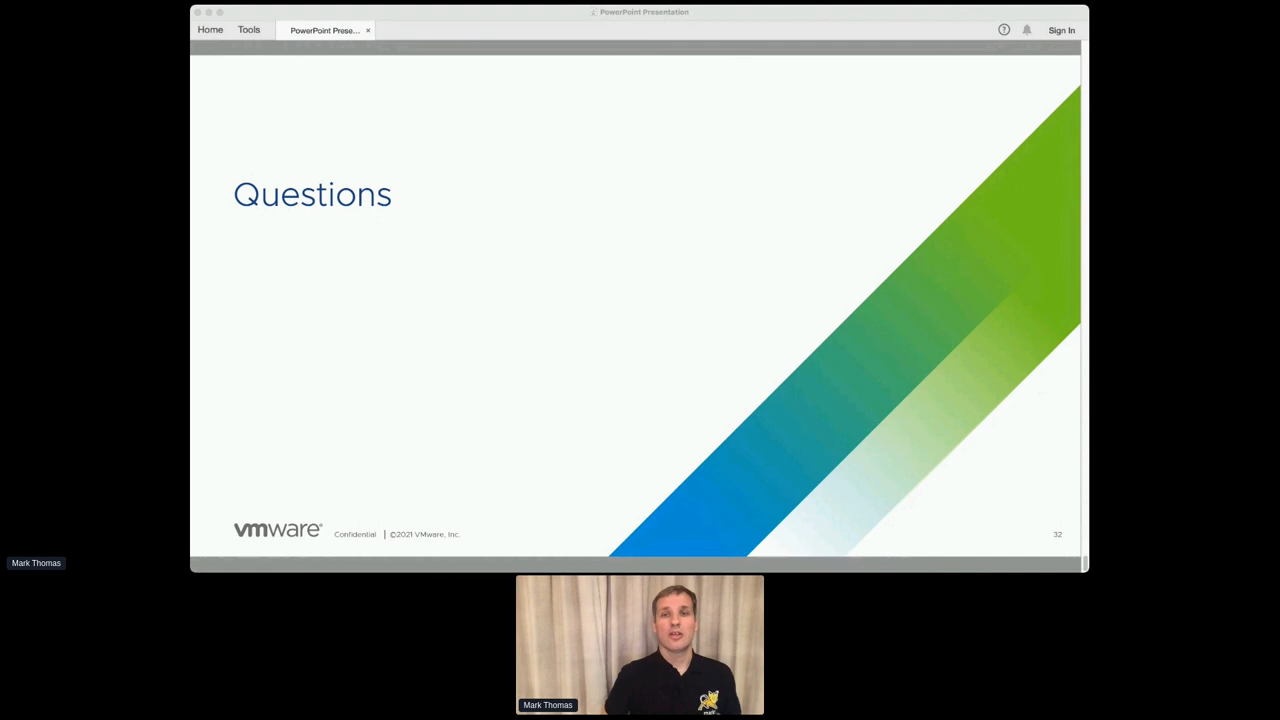 PowerPoint Presentation
Home Tools PowerPoint Prese... × Sign In
Questions
vmware® Confidential | ©2021 VMware, Inc. 32
Mark Thomas
Mark Thomas